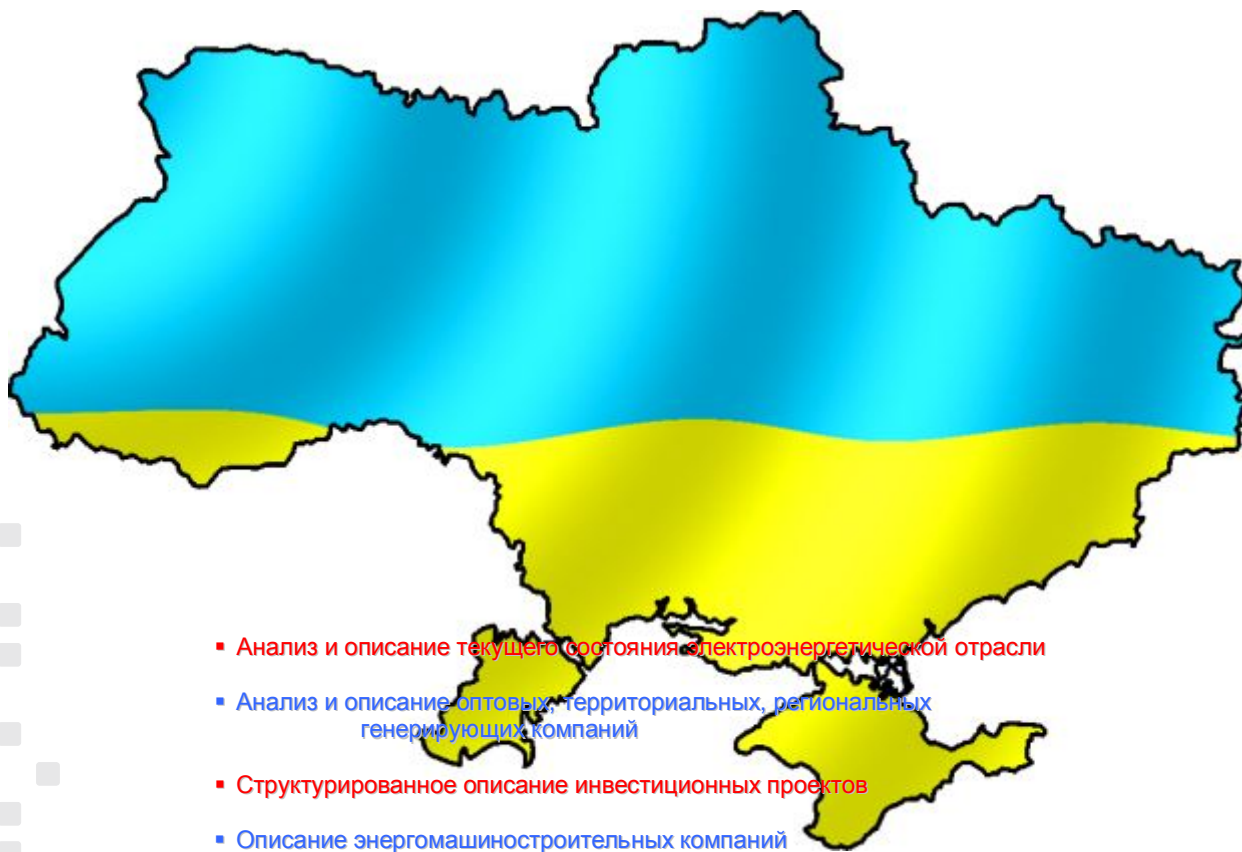 ▪ Анализ и описание текущего состояния электроэнергетической отрасли
▪ Анализ и описание оптовых, территориальных, региональных
генерирующих компаний
▪ Структурированное описание инвестиционных проектов
▪ Описание энергомашиностроительных компаний